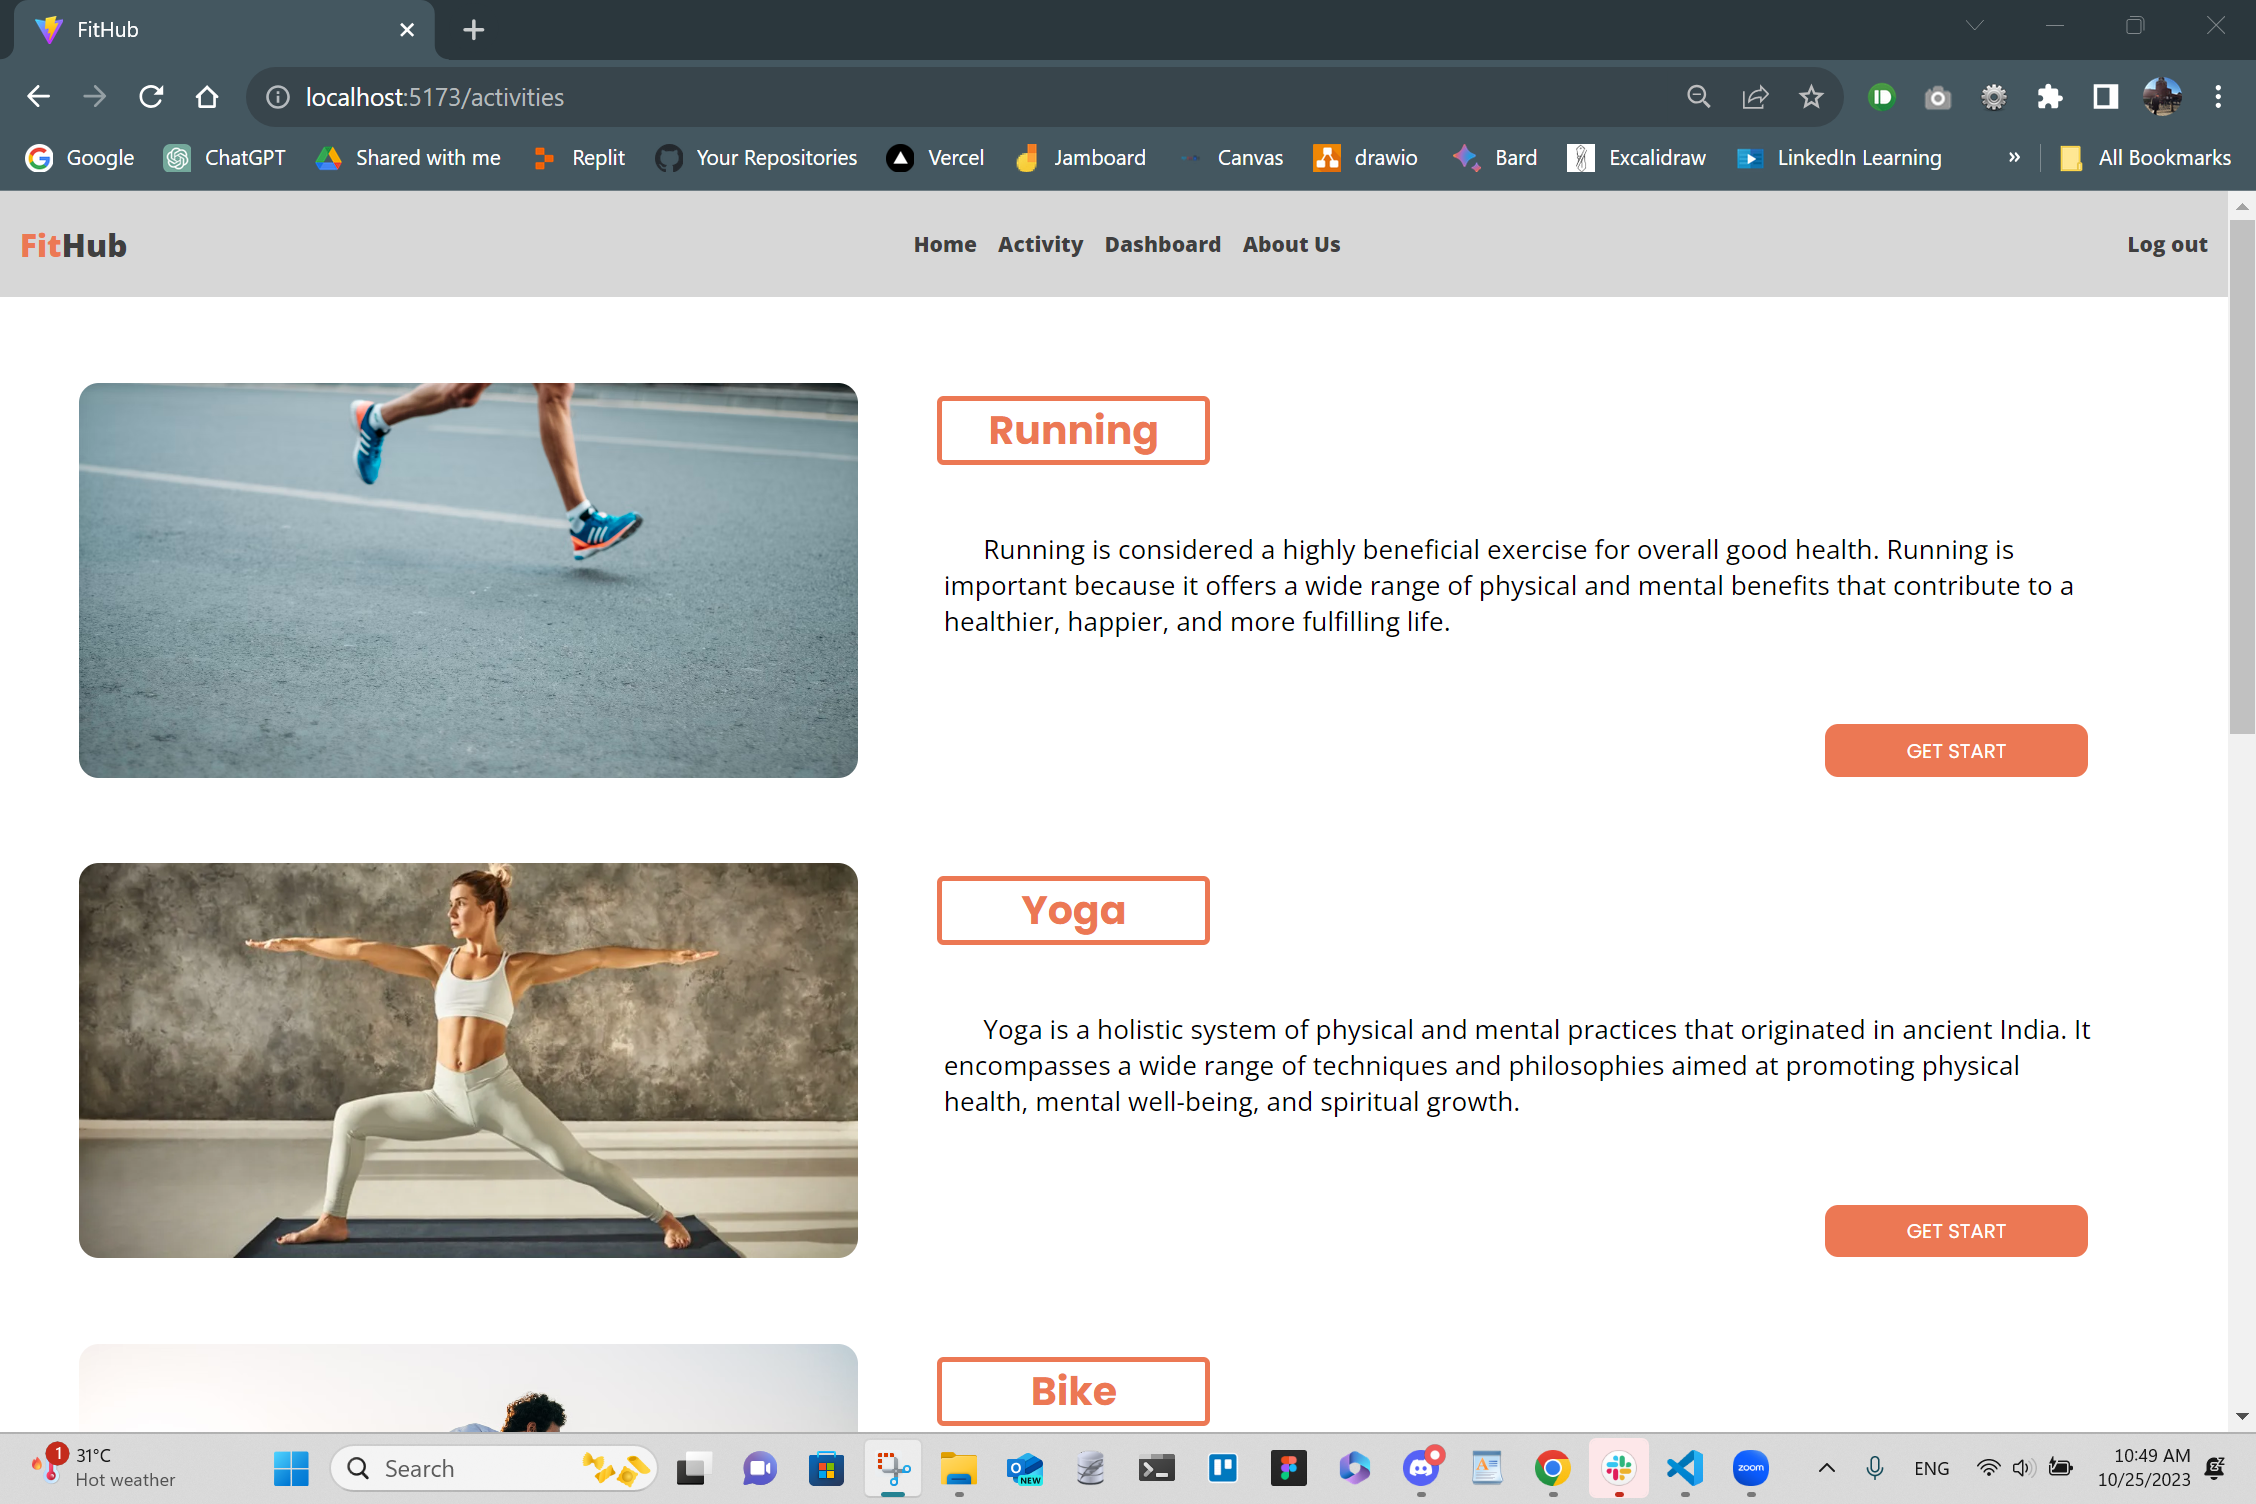 FitHub
localhost:5173/activities
Google ChatGPT Shared with me Replit Your Repositories Vercel Jamboard Canvas drawio Bard Excalidraw LinkedIn Learning » All Bookmarks
FitHub Home Activity Dashboard About Us Log out
Running
Running is considered a highly beneficial exercise for overall good health. Running is
important because it offers a wide range of physical and mental benefits that contribute to a
healthier, happier, and more fulfilling life.
GET START
Yoga
Yoga is a holistic system of physical and mental practices that originated in ancient India. It
encompasses a wide range of techniques and philosophies aimed at promoting physical
health, mental well-being, and spiritual growth.
GET START
Bike
1
31°C
Hot weather
Search
NEW
zoom
ENG
10:49 AM
10/25/2023